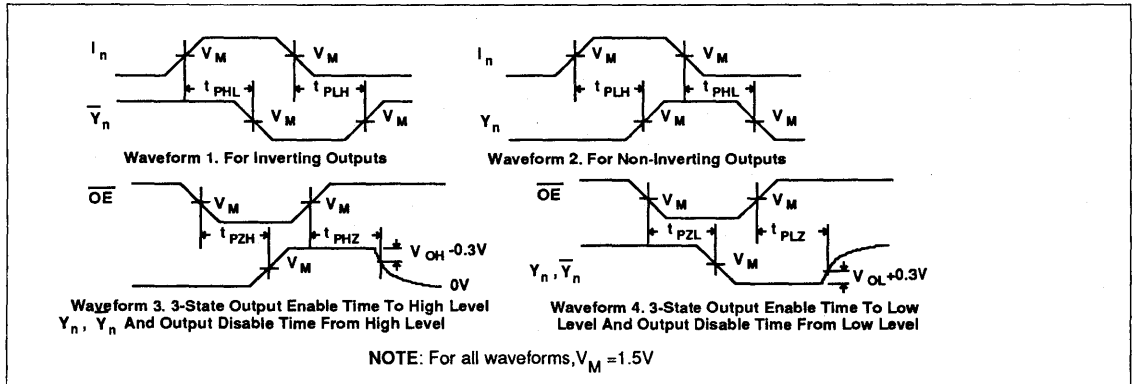 I n V M V M I n V M V M
t PHL t PLH t PLH t PHL
Y̅n V M V M Y n V M V M
Waveform 1. For Inverting Outputs Waveform 2. For Non-Inverting Outputs
O̅E̅ V M V M O̅E̅ V M V M
t PZH t PHZ V OH -0.3V t PZL t PLZ
V M 0V Y n , Y̅ n V M V OL +0.3V
Waveform 3. 3-State Output Enable Time To High Level Waveform 4. 3-State Output Enable Time To Low
Y n , Y̅ n And Output Disable Time From High Level Level And Output Disable Time From Low Level
NOTE: For all waveforms,V M =1.5V